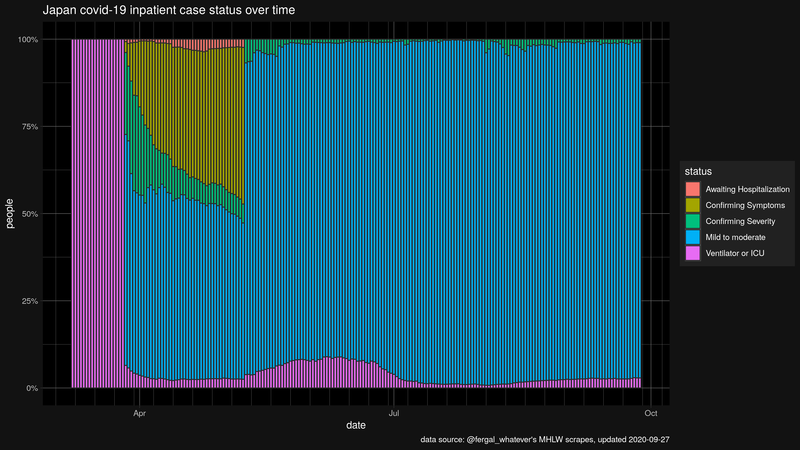 Japan covid-19 inpatient case status over time
100%
75%
50%
25%
0%
people
Apr
Jul
Oct
date
status
Awaiting Hospitalization
Confirming Symptoms
Confirming Severity
Mild to moderate
Ventilator or ICU
data source: @fergal_whatever's MHLW scrapes, updated 2020-09-27